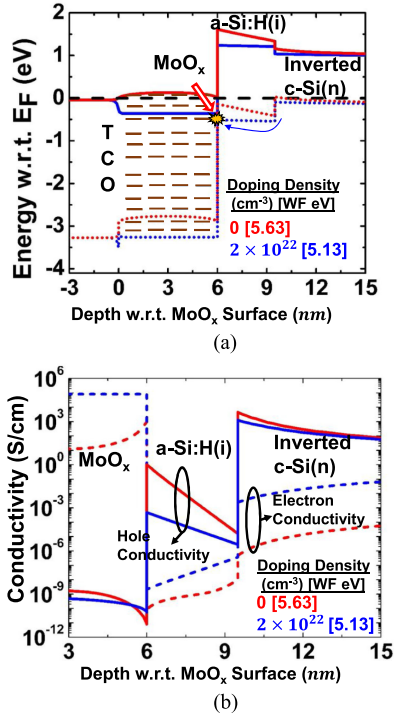 a-Si:H(i)
MoOx
Inverted
c-Si(n)
T
C
O
Doping Density
(cm-3) [WF eV]
0 [5.63]
2 × 10²² [5.13]
Energy w.r.t. EF (eV)
2
1
0
-0.5
-1
-2
-3
-4
-3 0 3 6 9 12 15
Depth w.r.t. MoOx Surface (nm)
(a)
Conductivity (S/cm)
10⁶
10³
10⁰
10⁻³
10⁻⁶
10⁻⁹
10⁻¹²
MoOx
a-Si:H(i)
Inverted
c-Si(n)
Hole
Conductivity
Electron
Conductivity
Doping Density
(cm-3) [WF eV]
0 [5.63]
2 × 10²² [5.13]
3 6 9 12 15
Depth w.r.t. MoOx Surface (nm)
(b)